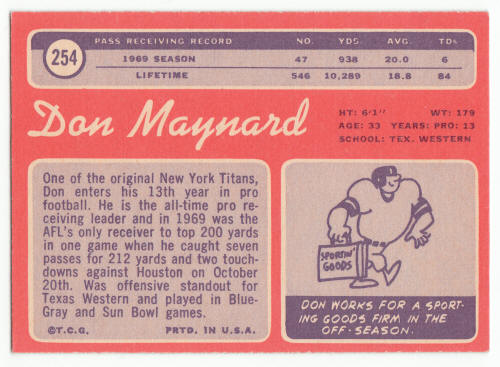 254
PASS RECEIVING RECORD NO. YDS. AVG. TDs
1969 SEASON 47 938 20.0 6
LIFETIME 546 10,289 18.8 84
Don Maynard
HT: 6'1" WT: 179
AGE: 33 YEARS: PRO: 13
SCHOOL: TEX. WESTERN
One of the original New York Titans,
Don enters his 13th year in pro
football. He is the all-time pro re-
ceiving leader and in 1969 was the
AFL's only receiver to top 200 yards
in one game when he caught seven
passes for 212 yards and two touch-
downs against Houston on October
20th. Was offensive standout for
Texas Western and played in Blue-
Gray and Sun Bowl games.
©T.C.G. PRTD. IN U.S.A.
SPORTIN'
GOODS
DON WORKS FOR A SPORT-
ING GOODS FIRM IN THE
OFF-SEASON.